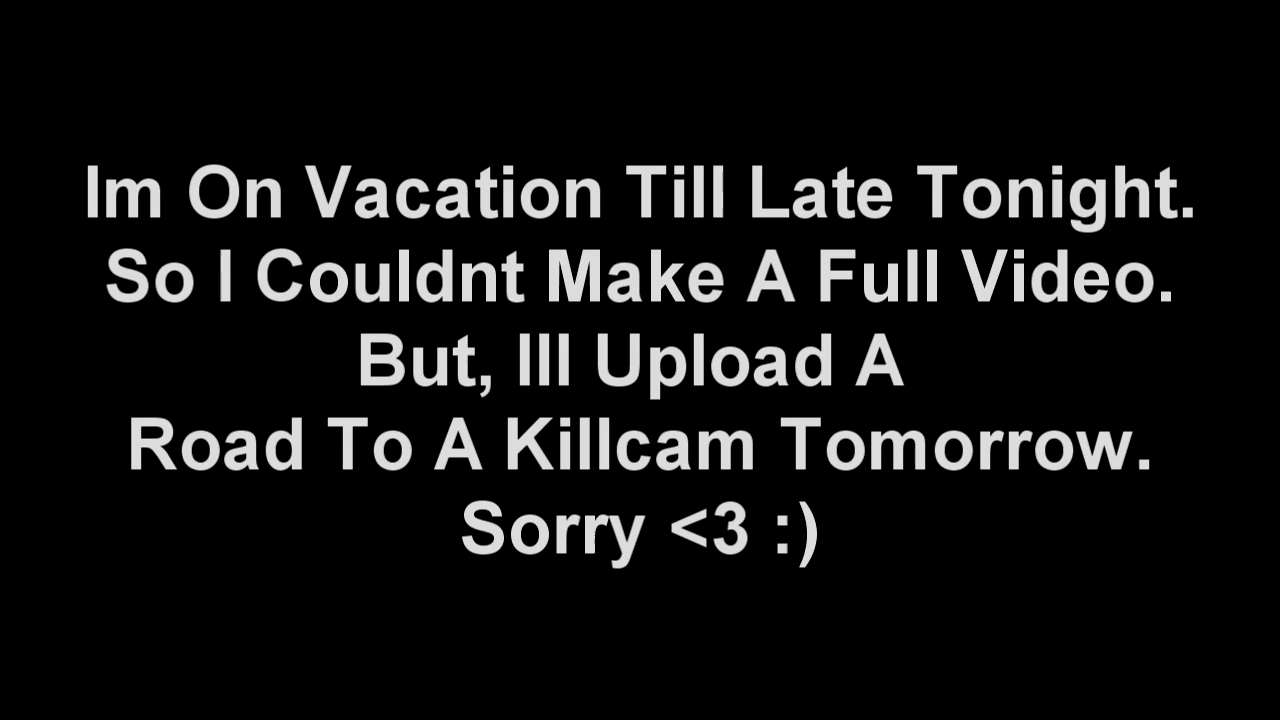 Im On Vacation Till Late Tonight.
So I Couldnt Make A Full Video.
But, Ill Upload A
Road To A Killcam Tomorrow.
Sorry <3 :)